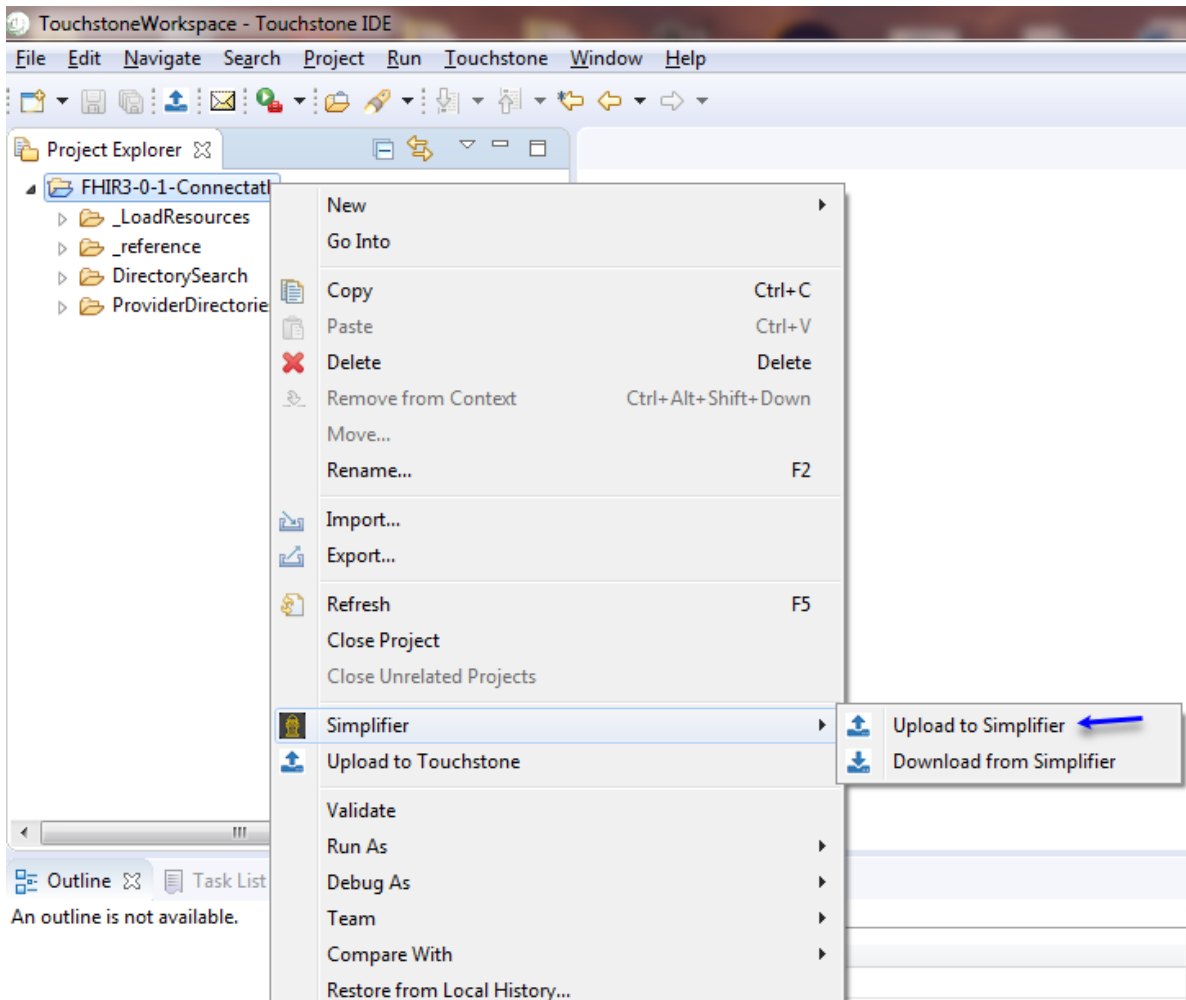 TouchstoneWorkspace - Touchstone IDE
File Edit Navigate Search Project Run Touchstone Window Help
Project Explorer
FHIR3-0-1-Connectath
_LoadResources
_reference
DirectorySearch
ProviderDirectorie
New
Go Into
Copy Ctrl+C
Paste Ctrl+V
Delete Delete
Remove from Context Ctrl+Alt+Shift+Down
Move...
Rename... F2
Import...
Export...
Refresh F5
Close Project
Close Unrelated Projects
Simplifier
Upload to Simplifier
Upload to Touchstone
Download from Simplifier
Validate
Run As
Debug As
Team
Compare With
Restore from Local History...
Outline Task List
An outline is not available.